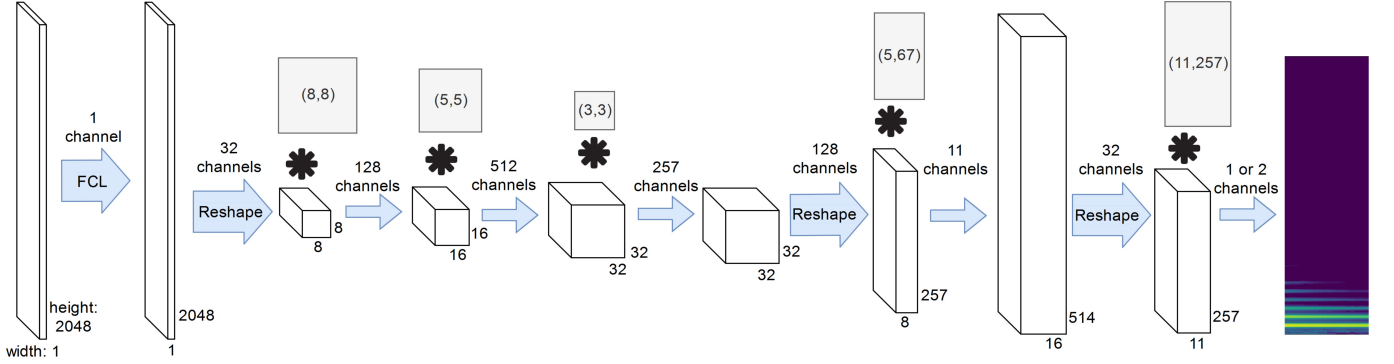 1
channel
FCL
height:
2048
width: 1
2048
1
32
channels
Reshape
(8,8)
8
8
128
channels
(5,5)
16
16
512
channels
(3,3)
32
32
257
channels
32
32
128
channels
Reshape
(5,67)
257
8
11
channels
514
16
32
channels
Reshape
(11,257)
257
11
1 or 2
channels